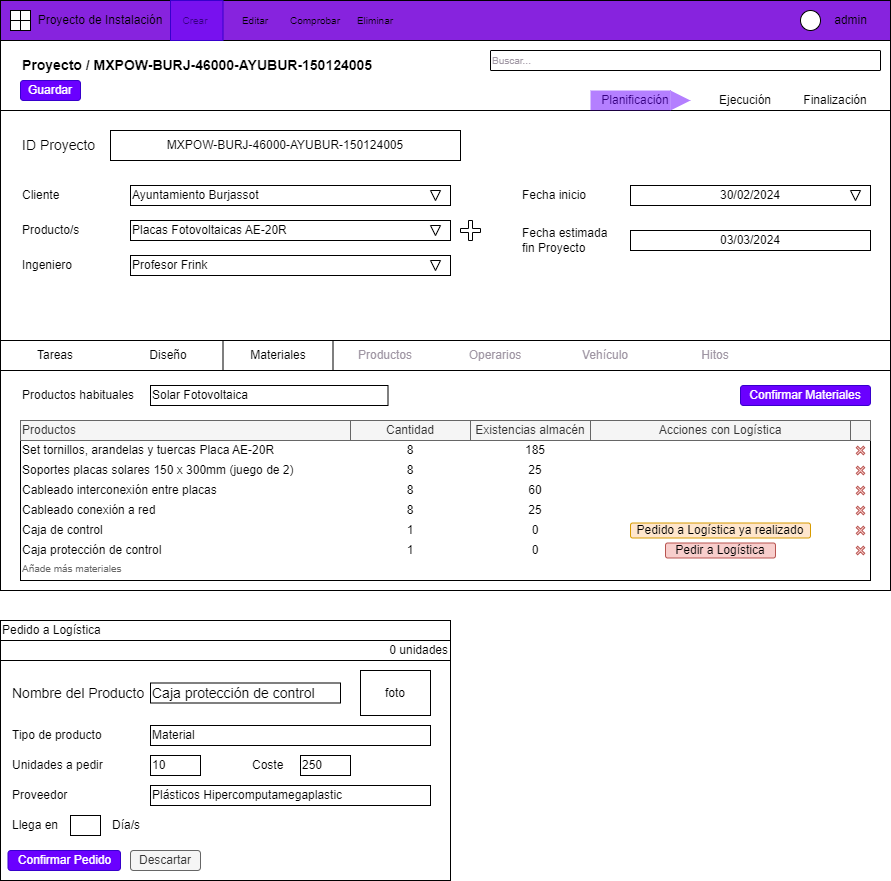 Proyecto de Instalación Crear Editar Comprobar Eliminar admin
Proyecto / MXPOW-BURJ-46000-AYUBUR-150124005
Buscar...
Guardar
Planificación Ejecución Finalización
ID Proyecto MXPOW-BURJ-46000-AYUBUR-150124005
Cliente Ayuntamiento Burjassot Fecha inicio 30/02/2024
Producto/s Placas Fotovoltaicas AE-20R
Fecha estimada
fin Proyecto 03/03/2024
Ingeniero Profesor Frink
Tareas Diseño Materiales Productos Operarios Vehículo Hitos
Productos habituales Solar Fotovoltaica Confirmar Materiales
Productos Cantidad Existencias almacén Acciones con Logística
Set tornillos, arandelas y tuercas Placa AE-20R 8 185
Soportes placas solares 150 x 300mm (juego de 2) 8 25
Cableado interconexión entre placas 8 60
Cableado conexión a red 8 25
Caja de control 1 0 Pedido a Logística ya realizado
Caja protección de control 1 0 Pedir a Logística
Añade más materiales
Pedido a Logística
0 unidades
Nombre del Producto Caja protección de control foto
Tipo de producto Material
Unidades a pedir 10 Coste 250
Proveedor Plásticos Hipercomputamegaplastic
Llega en Día/s
Confirmar Pedido Descartar